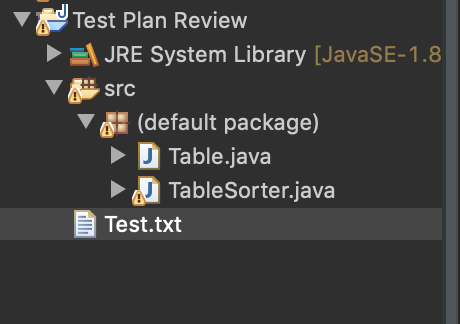 Test Plan Review
JRE System Library [JavaSE-1.8
src
(default package)
Table.java
TableSorter.java
Test.txt